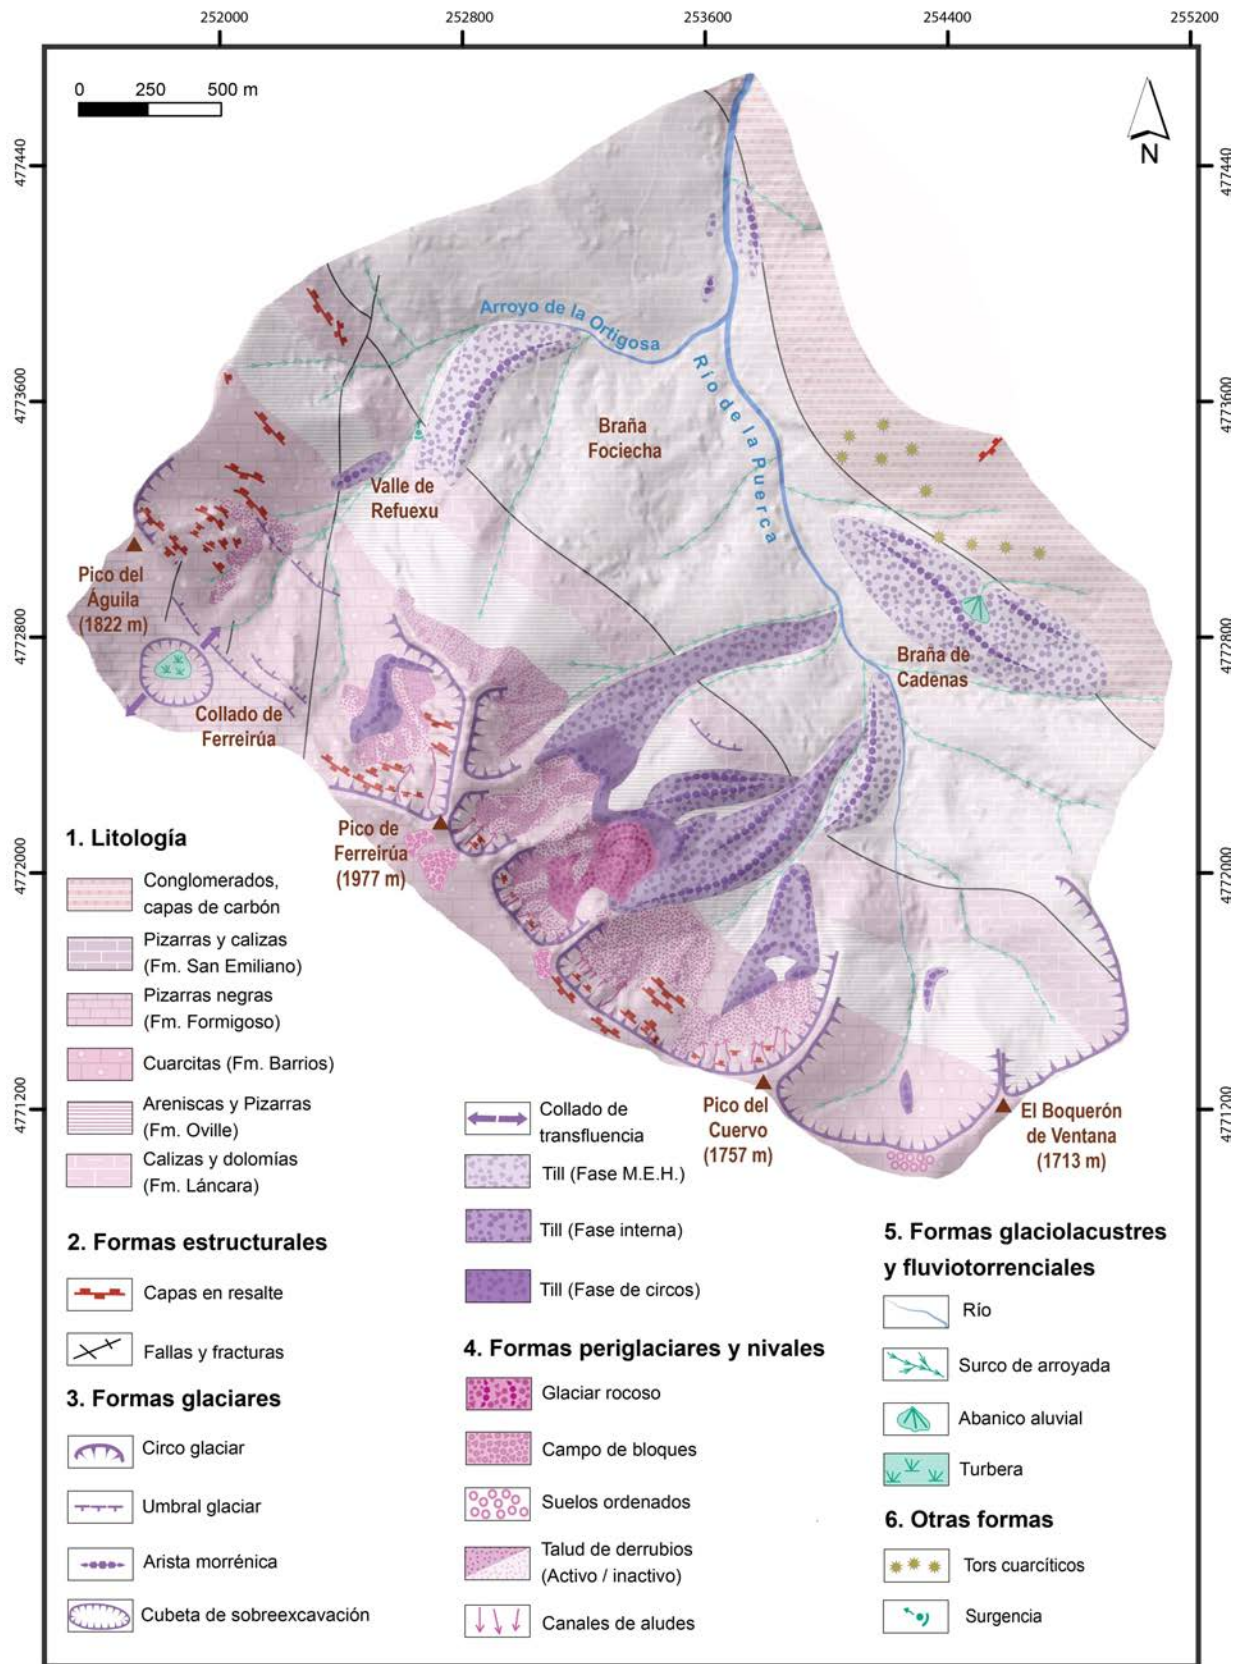 252000
252800
253600
254400
255200
0 250 500 m
N
477440
477440
4773600
4773600
4772800
4772800
4772000
4772000
4771200
4771200
Arroyo de la Ortigosa
Río de la Puerca
Braña
Fociecha
Valle de
Refuexu
Pico del
Águila
(1822 m)
Collado de
Ferreirúa
Braña de
Cadenas
Pico de
Ferreirúa
(1977 m)
Pico del
Cuervo
(1757 m)
El Boquerón
de Ventana
(1713 m)
1. Litología
Conglomerados,
capas de carbón
Pizarras y calizas
(Fm. San Emiliano)
Pizarras negras
(Fm. Formigoso)
Cuarcitas (Fm. Barrios)
Areniscas y Pizarras
(Fm. Oville)
Calizas y dolomías
(Fm. Láncara)
2. Formas estructurales
Capas en resalte
Fallas y fracturas
3. Formas glaciares
Circo glaciar
Umbral glaciar
Arista morrénica
Cubeta de sobreexcavación
Collado de
transfluencia
Till (Fase M.E.H.)
Till (Fase interna)
Till (Fase de circos)
4. Formas periglaciares y nivales
Glaciar rocoso
Campo de bloques
Suelos ordenados
Talud de derrubios
(Activo / inactivo)
Canales de aludes
5. Formas glaciolacustres
y fluviotorrenciales
Río
Surco de arroyada
Abanico aluvial
Turbera
6. Otras formas
Tors cuarcíticos
Surgencia